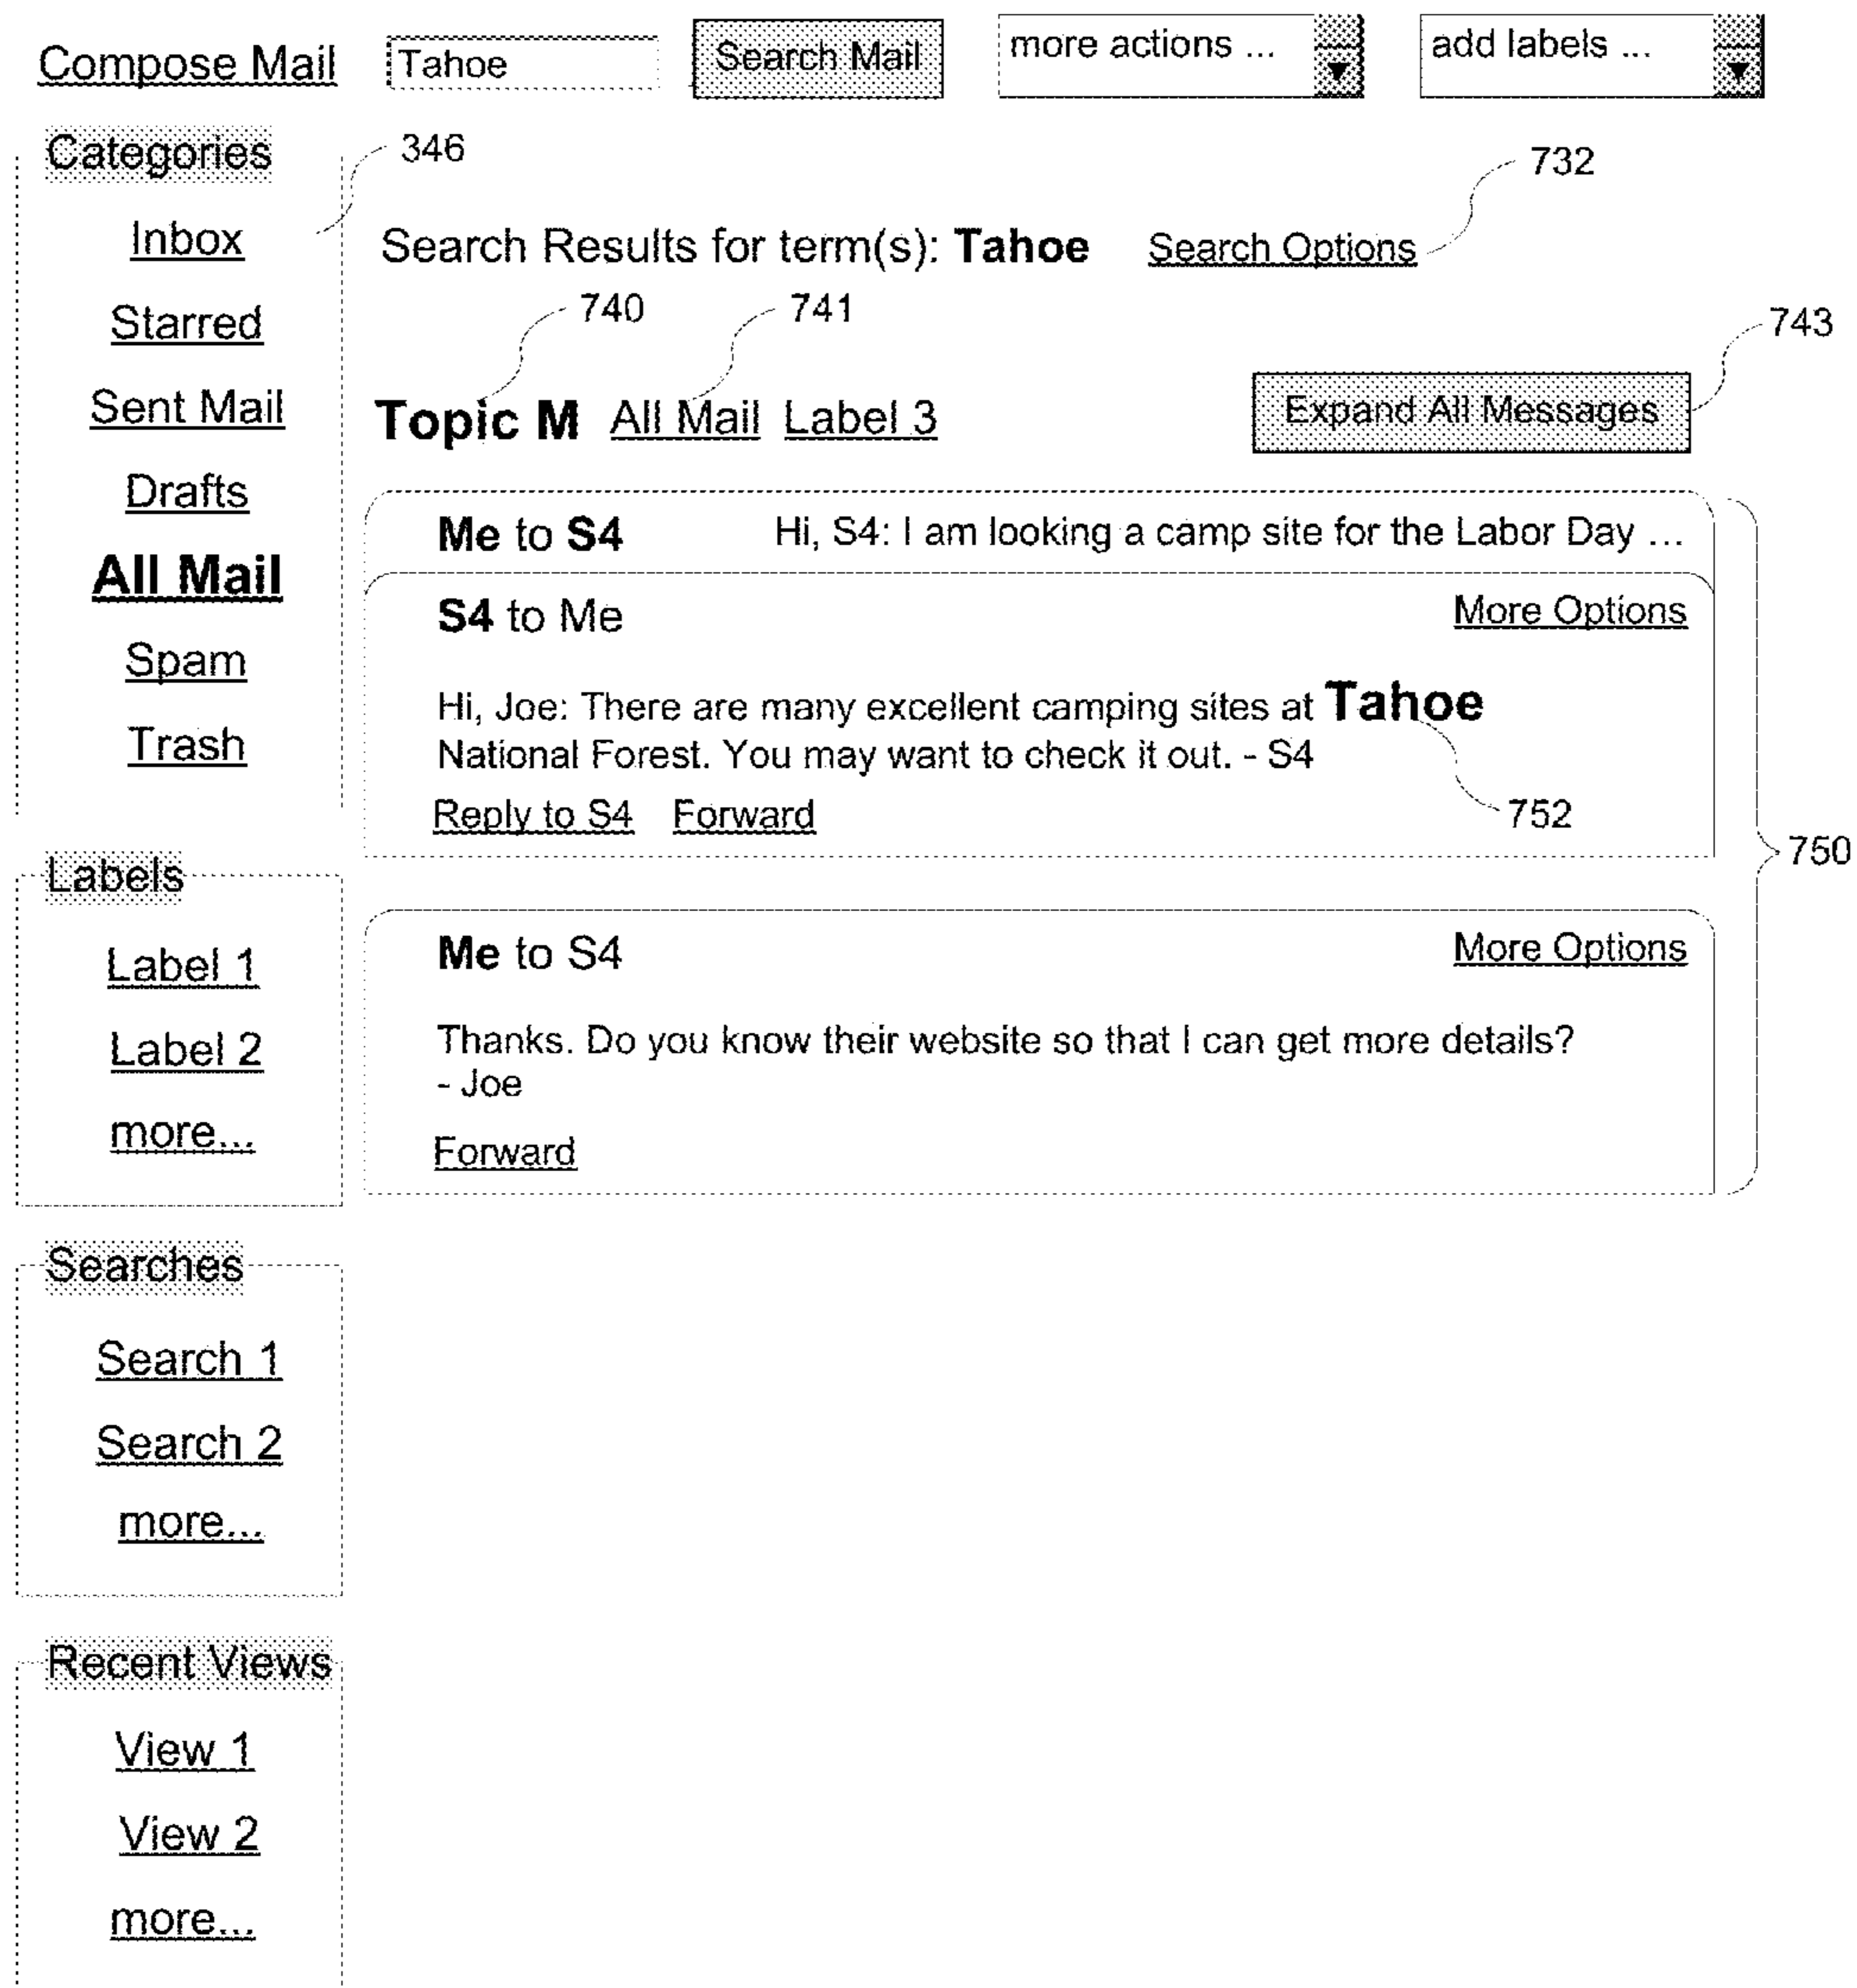 Compose Mail Tahoe Search Mail more actions ... add labels ...
Categories 346 732
Inbox Search Results for term(s): Tahoe Search Options
740 741 743
Starred
Sent Mail Topic M All Mail Label 3 Expand All Messages
Drafts
Me to S4 Hi, S4: I am looking a camp site for the Labor Day ...
All Mail
S4 to Me More Options
Spam
Hi, Joe: There are many excellent camping sites at Tahoe
Trash National Forest. You may want to check it out. - S4
Reply to S4 Forward 752
750
Labels
Me to S4 More Options
Label 1
Label 2 Thanks. Do you know their website so that I can get more details?
- Joe
more...
Forward
Searches
Search 1
Search 2
more...
Recent Views
View 1
View 2
more...